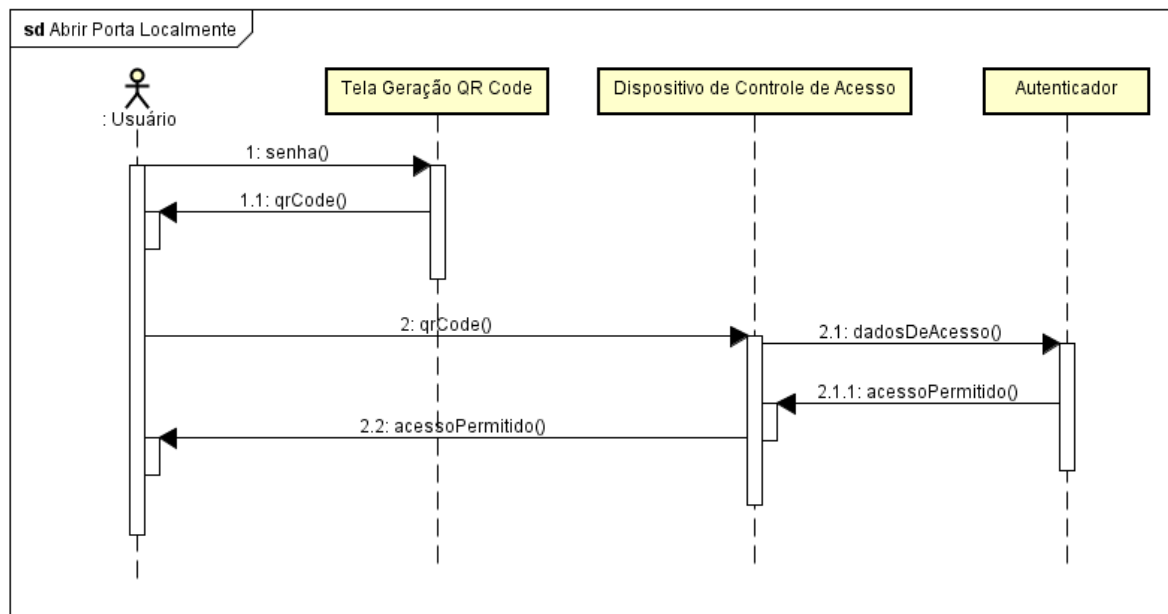 sd Abrir Porta Localmente
: Usuário
Tela Geração QR Code
Dispositivo de Controle de Acesso
Autenticador
1: senha()
1.1: qrCode()
2: qrCode()
2.1: dadosDeAcesso()
2.1.1: acessoPermitido()
2.2: acessoPermitido()